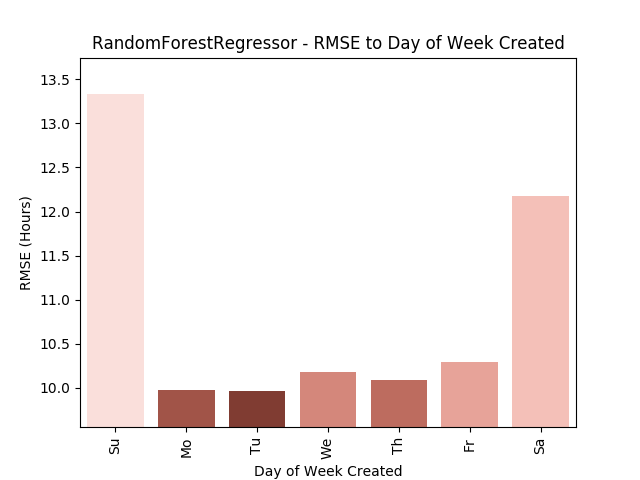 RandomForestRegressor - RMSE to Day of Week Created
RMSE (Hours)
13.5
13.0
12.5
12.0
11.5
11.0
10.5
10.0
Su
Mo
Tu
We
Th
Fr
Sa
Day of Week Created